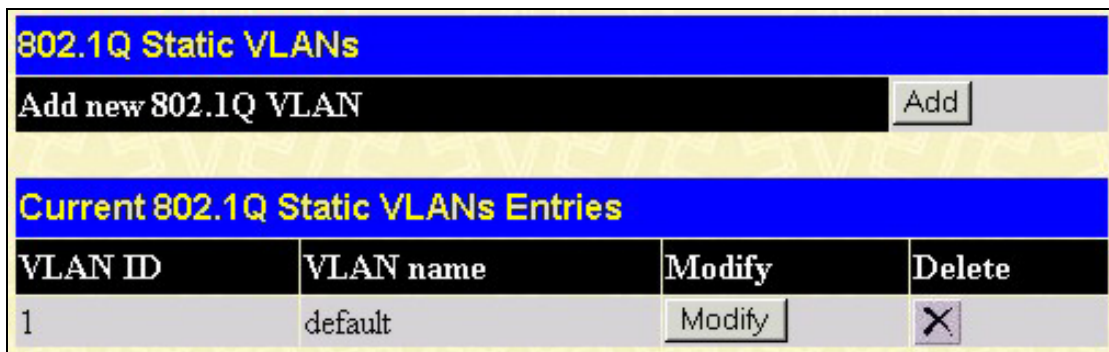 802.1Q Static VLANs
Add new 802.1Q VLAN Add
Current 802.1Q Static VLANs Entries
VLAN ID VLAN name Modify Delete
1 default Modify